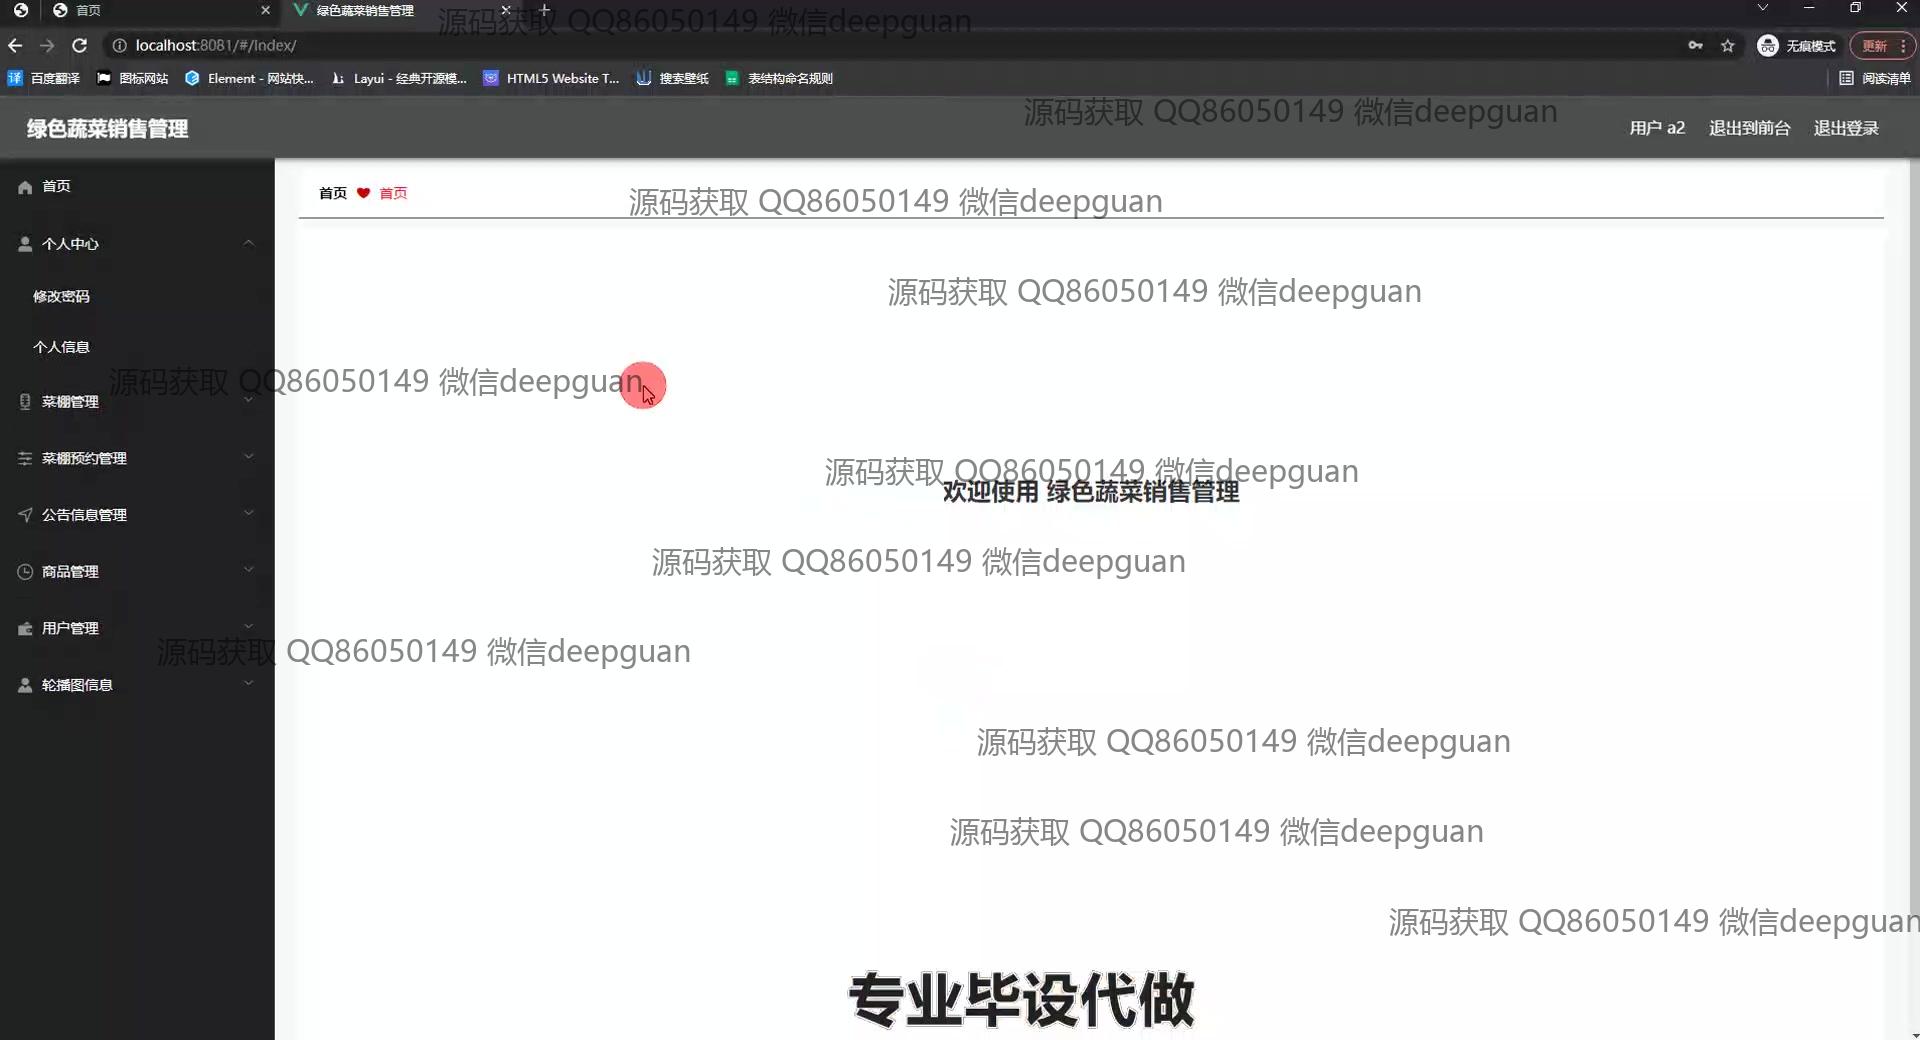 首页
绿色蔬菜销售管理
源码获取 QQ86050149 微信deepguan
localhost:8081/#/Index/
无痕模式
更新
百度翻译
图标网站
Element - 网站快...
Layui - 经典开源模...
HTML5 Website T...
搜索壁纸
表结构命名规则
阅读清单
绿色蔬菜销售管理
源码获取 QQ86050149 微信deepguan
用户 a2
退出到前台
退出登录
首页
首页 首页
源码获取 QQ86050149 微信deepguan
个人中心
修改密码
源码获取 QQ86050149 微信deepguan
个人信息
源码获取 QQ86050149 微信deepguan
菜棚管理
菜棚预约管理
源码获取 QQ86050149 微信deepguan
欢迎使用 绿色蔬菜销售管理
公告信息管理
源码获取 QQ86050149 微信deepguan
商品管理
用户管理
源码获取 QQ86050149 微信deepguan
轮播图信息
源码获取 QQ86050149 微信deepguan
源码获取 QQ86050149 微信deepguan
源码获取 QQ86050149 微信deepguan
专业毕设代做